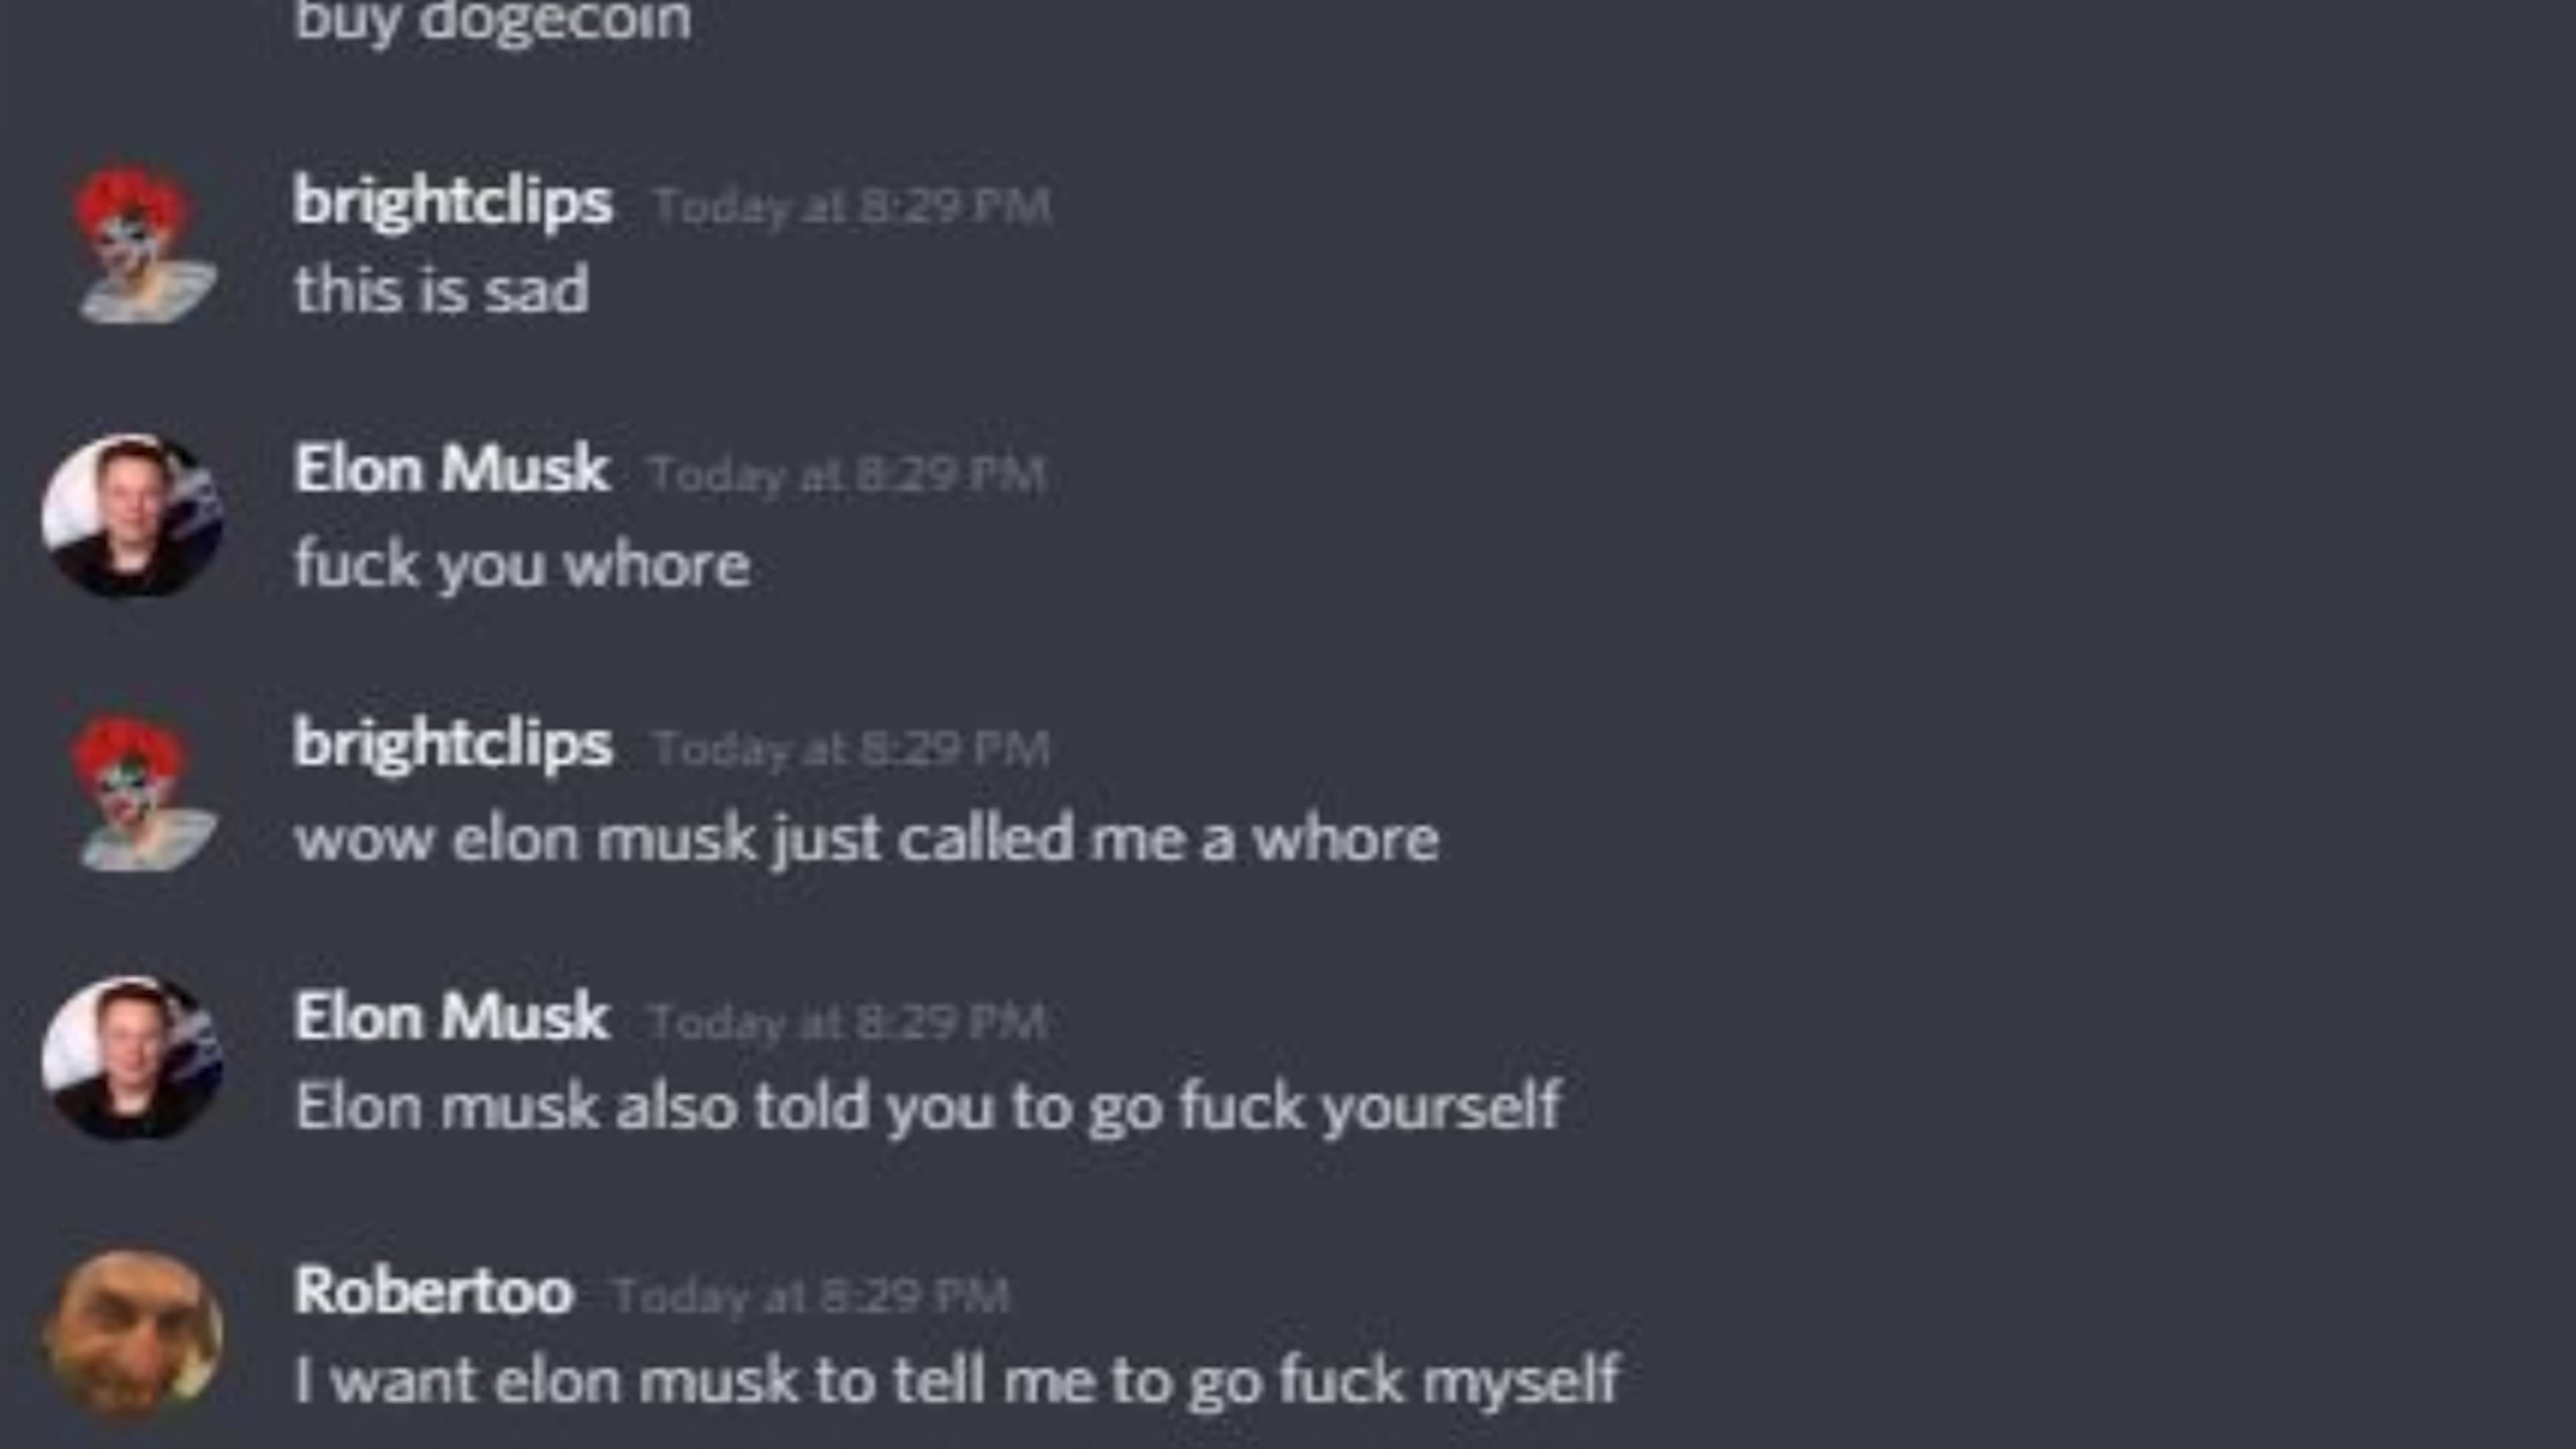 buy dogecoin
brightclips Today at 8:29 PM
this is sad
Elon Musk Today at 8:29 PM
fuck you whore
brightclips Today at 8:29 PM
wow elon musk just called me a whore
Elon Musk Today at 8:29 PM
Elon musk also told you to go fuck yourself
Robertoo Today at 8:29 PM
I want elon musk to tell me to go fuck myself